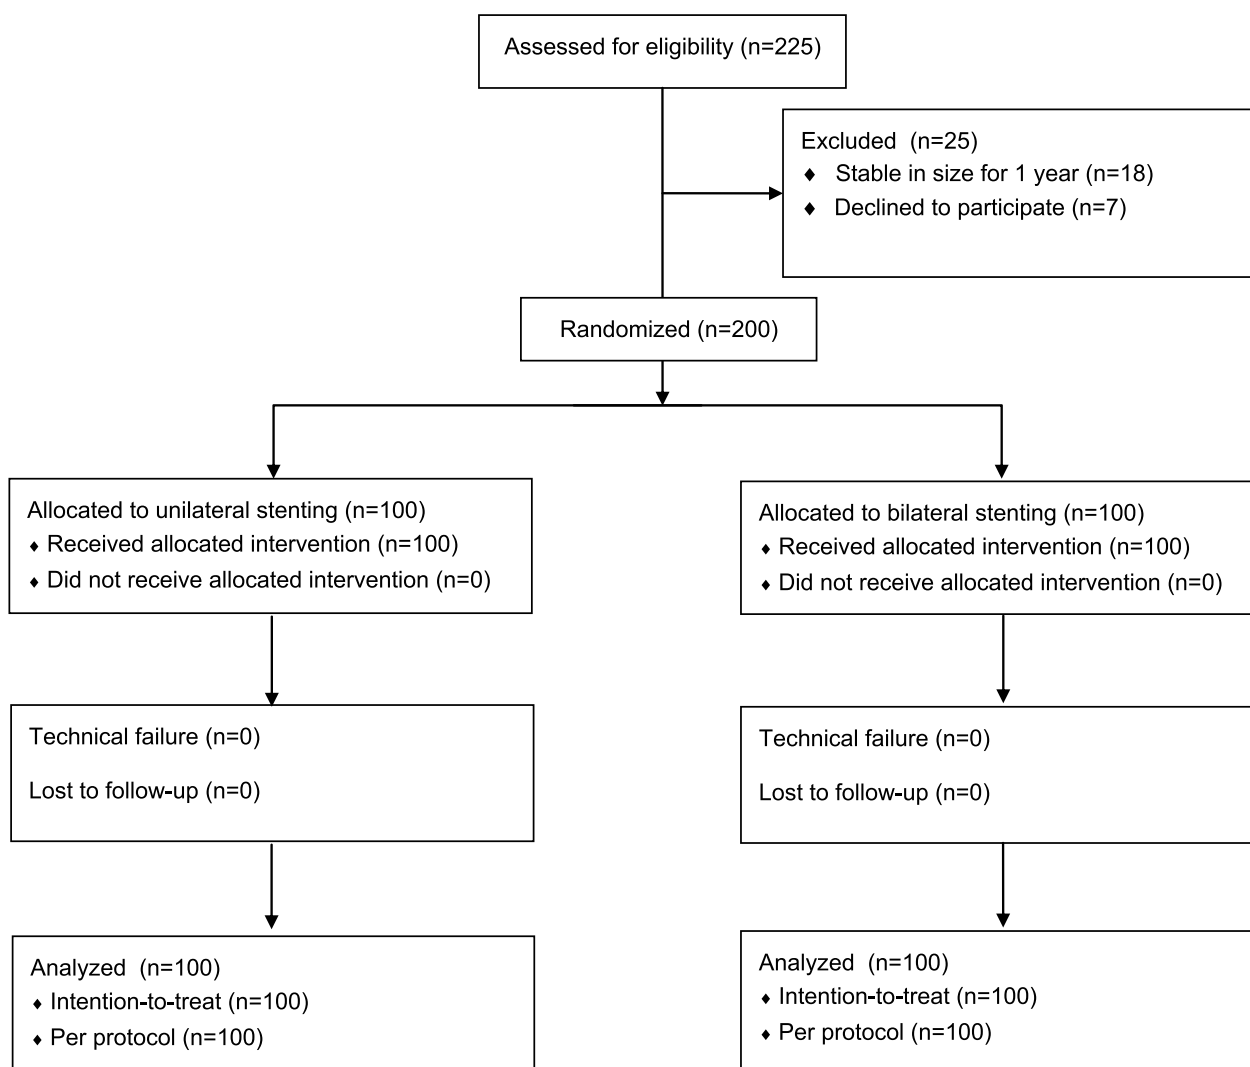 Assessed for eligibility (n=225)
Excluded (n=25)
♦ Stable in size for 1 year (n=18)
♦ Declined to participate (n=7)
Randomized (n=200)
Allocated to unilateral stenting (n=100)
♦ Received allocated intervention (n=100)
♦ Did not receive allocated intervention (n=0)
Allocated to bilateral stenting (n=100)
♦ Received allocated intervention (n=100)
♦ Did not receive allocated intervention (n=0)
Technical failure (n=0)
Lost to follow-up (n=0)
Technical failure (n=0)
Lost to follow-up (n=0)
Analyzed (n=100)
♦ Intention-to-treat (n=100)
♦ Per protocol (n=100)
Analyzed (n=100)
♦ Intention-to-treat (n=100)
♦ Per protocol (n=100)